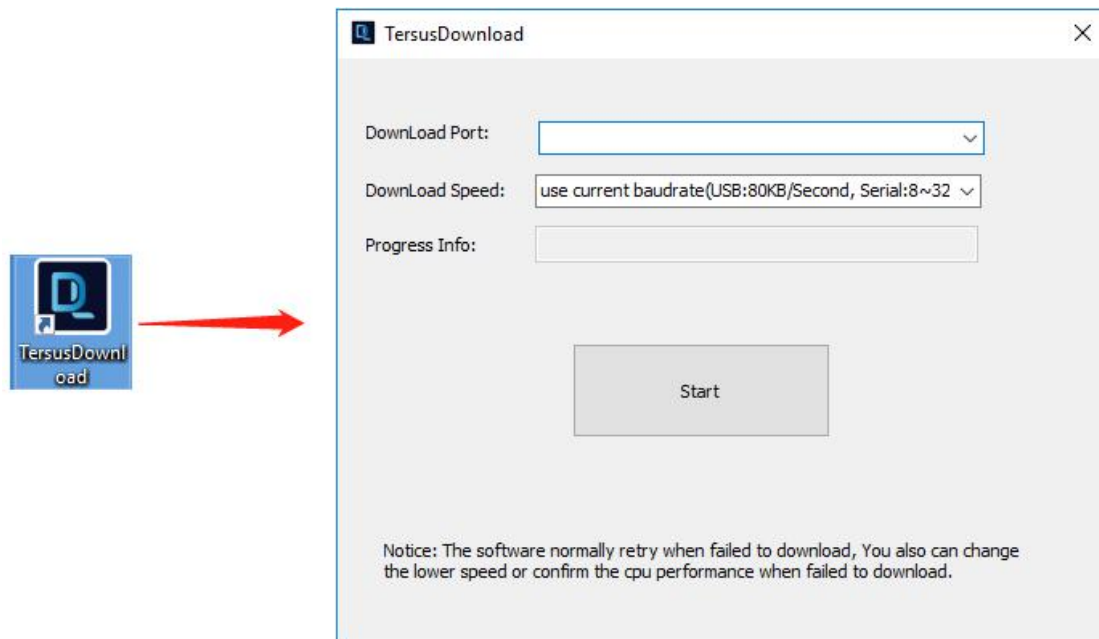 TersusDownload
DownLoad Port:
DownLoad Speed:
use current baudrate(USB:80KB/Second, Serial:8~32
Progress Info:
TersusDownl
oad
Start
Notice: The software normally retry when failed to download, You also can change
the lower speed or confirm the cpu performance when failed to download.